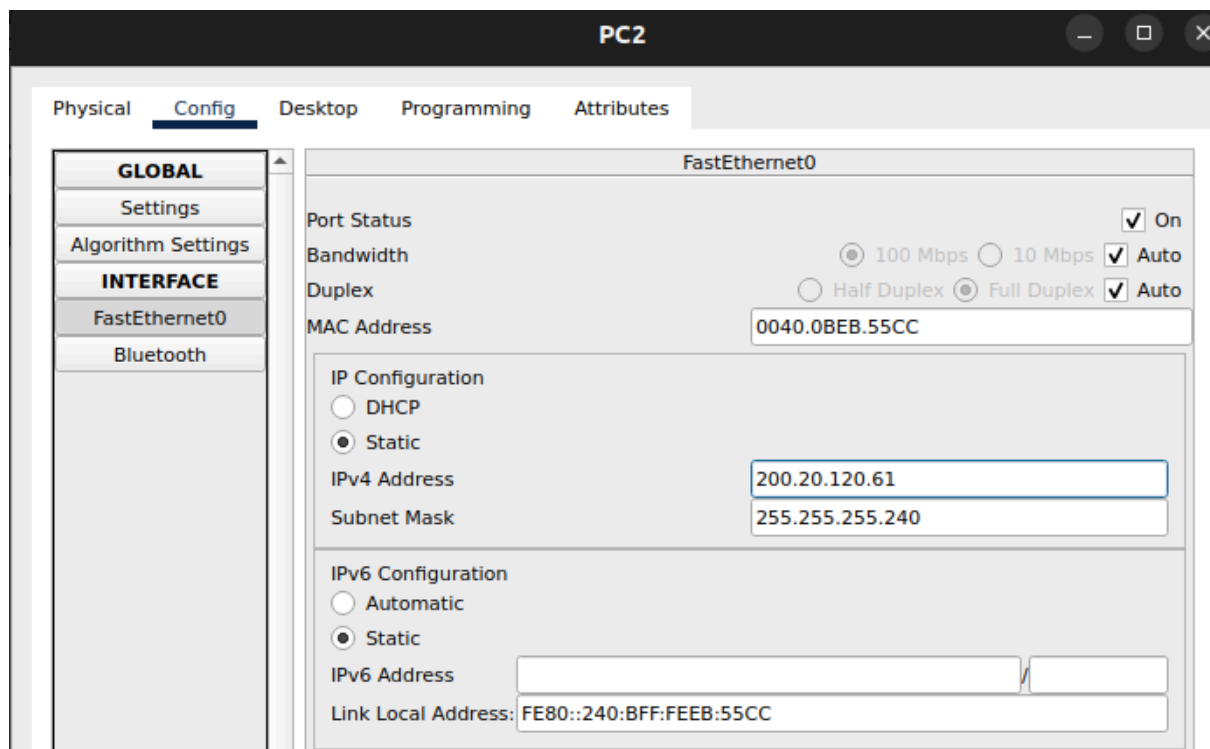 PC2
Physical Config Desktop Programming Attributes
GLOBAL
Settings
Algorithm Settings
INTERFACE
FastEthernet0
Bluetooth
FastEthernet0
Port Status On
Bandwidth 100 Mbps 10 Mbps Auto
Duplex Half Duplex Full Duplex Auto
MAC Address 0040.0BEB.55CC
IP Configuration
DHCP
Static
IPv4 Address 200.20.120.61
Subnet Mask 255.255.255.240
IPv6 Configuration
Automatic
Static
IPv6 Address /
Link Local Address: FE80::240:BFF:FEEB:55CC